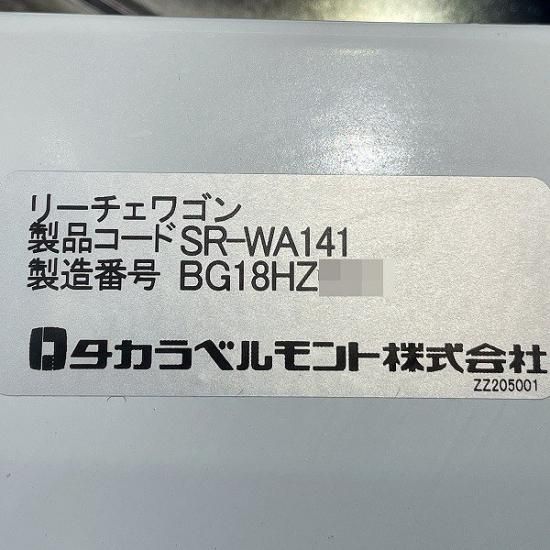 リーチェワゴン
製品コード SR-WA141
製造番号 BG18HZ
タカラベルモント株式会社
ZZ205001